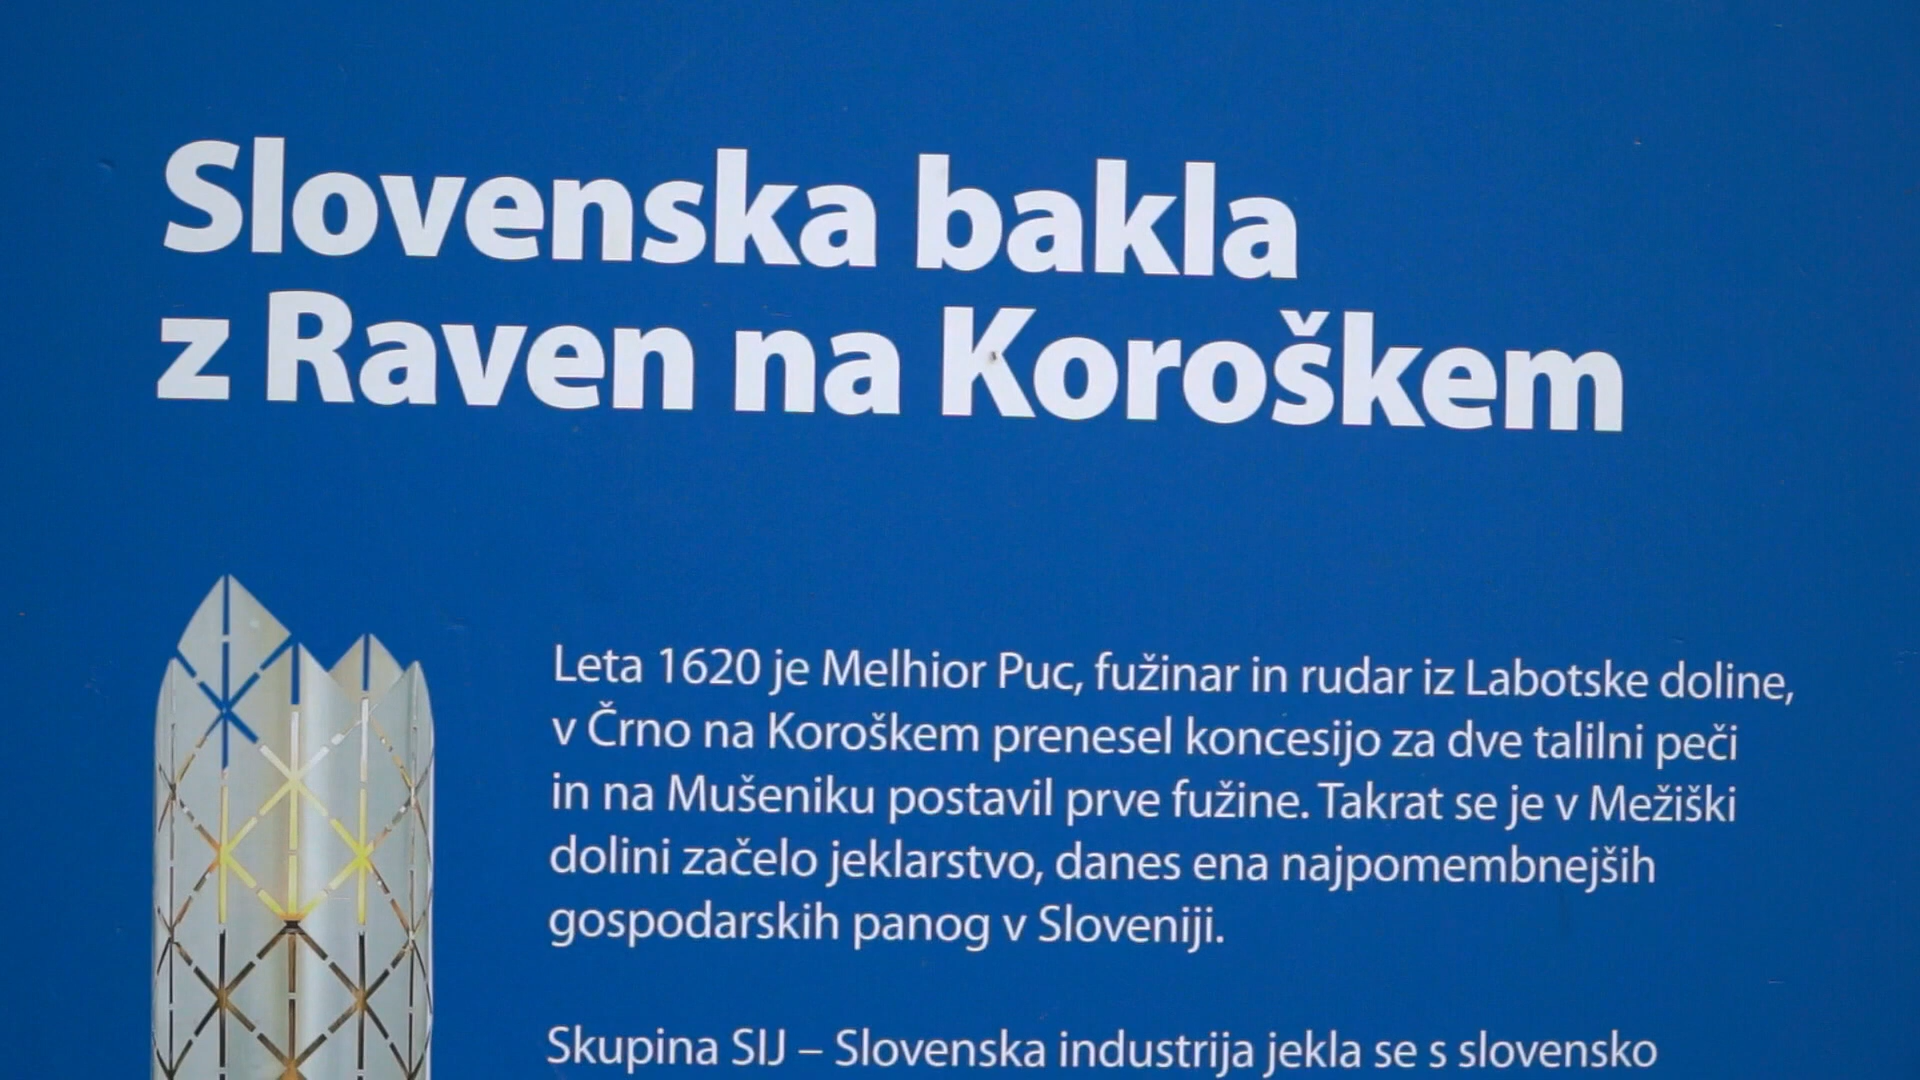 Slovenska bakla
z Raven na Koroškem
Leta 1620 je Melhior Puc, fužinar in rudar iz Labotske doline,
v Črno na Koroškem prenesel koncesijo za dve talilni peči
in na Mušeniku postavil prve fužine. Takrat se je v Mežiški
dolini začelo jeklarstvo, danes ena najpomembnejših
gospodarskih panog v Sloveniji.
Skupina SIJ – Slovenska industrija jekla se s slovensko